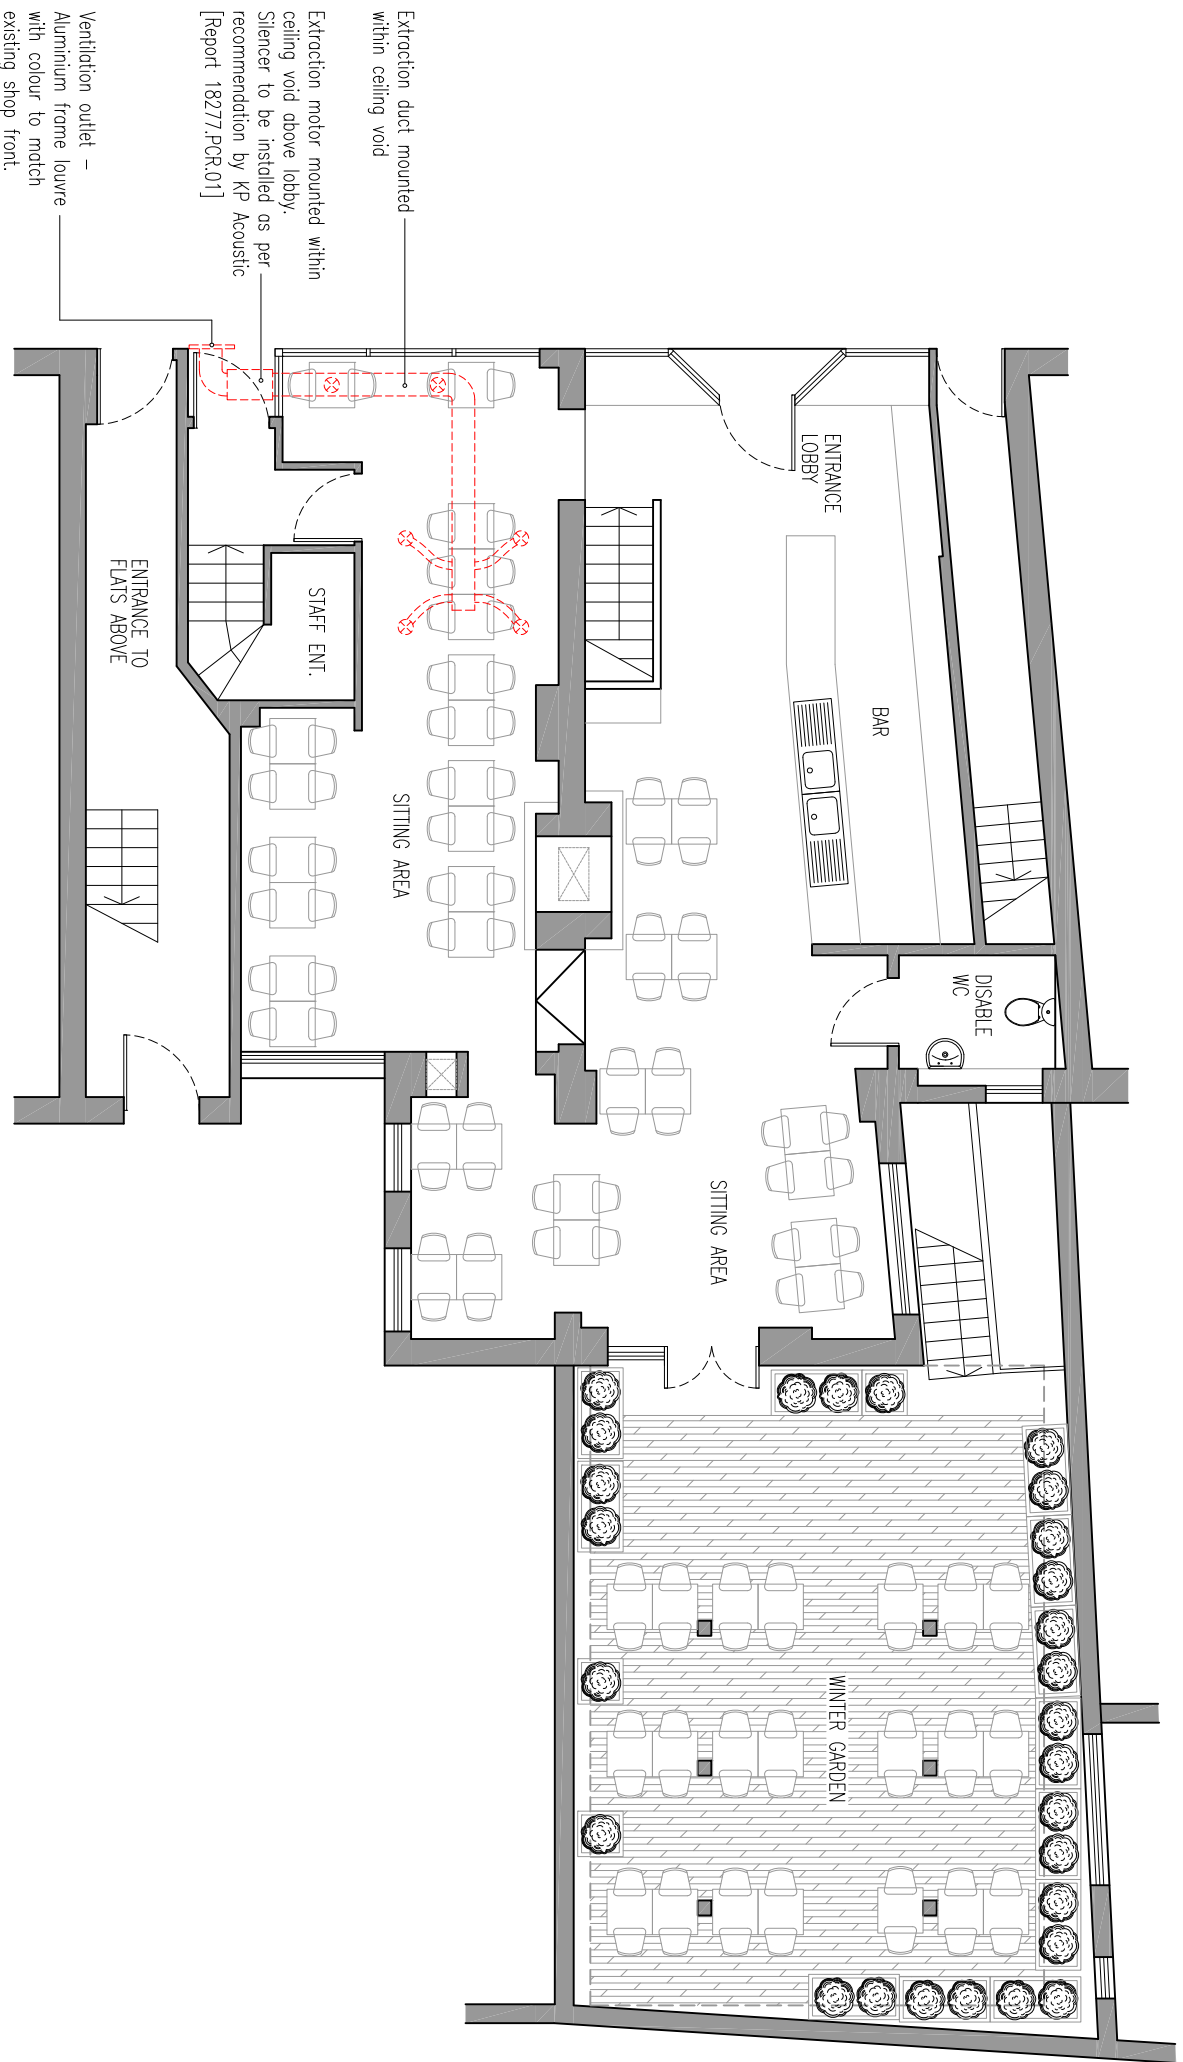 Extraction duct mounted
within ceiling void
Extraction motor mounted within
ceiling void above lobby.
Silencer to be installed as per
recommendation by KP Acoustic
[Report 18277.PCR.01]
Ventilation outlet –
Aluminium frame louvre
with colour to match
existing shop front.
ENTRANCE
LOBBY
BAR
DISABLE
WC
STAFF ENT.
SITTING AREA
ENTRANCE TO
FLATS ABOVE
SITTING AREA
WINTER GARDEN